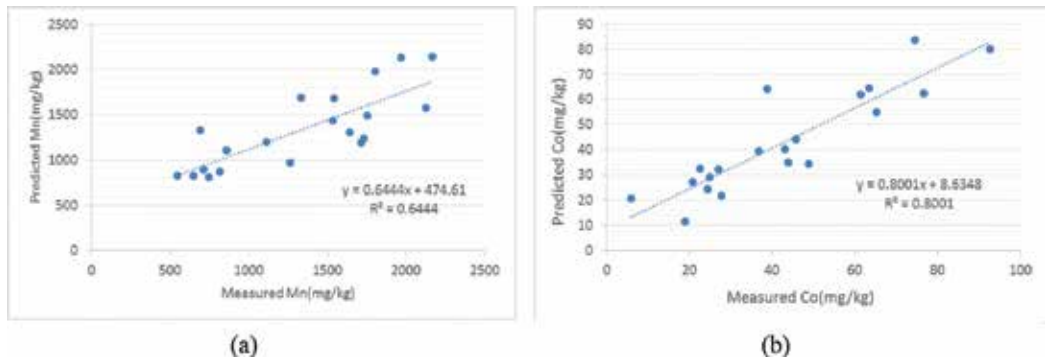 2500
2000
1500
1000
500
0
Predicted Mn(mg/kg)
y = 0.6444x + 474.61
R² = 0.6444
0 500 1000 1500 2000 2500
Measured Mn(mg/kg)
(a)
90
80
70
60
50
40
30
20
10
0
Predicted Co(mg/kg)
y = 0.8001x + 8.6348
R² = 0.8001
0 20 40 60 80 100
Measured Co(mg/kg)
(b)